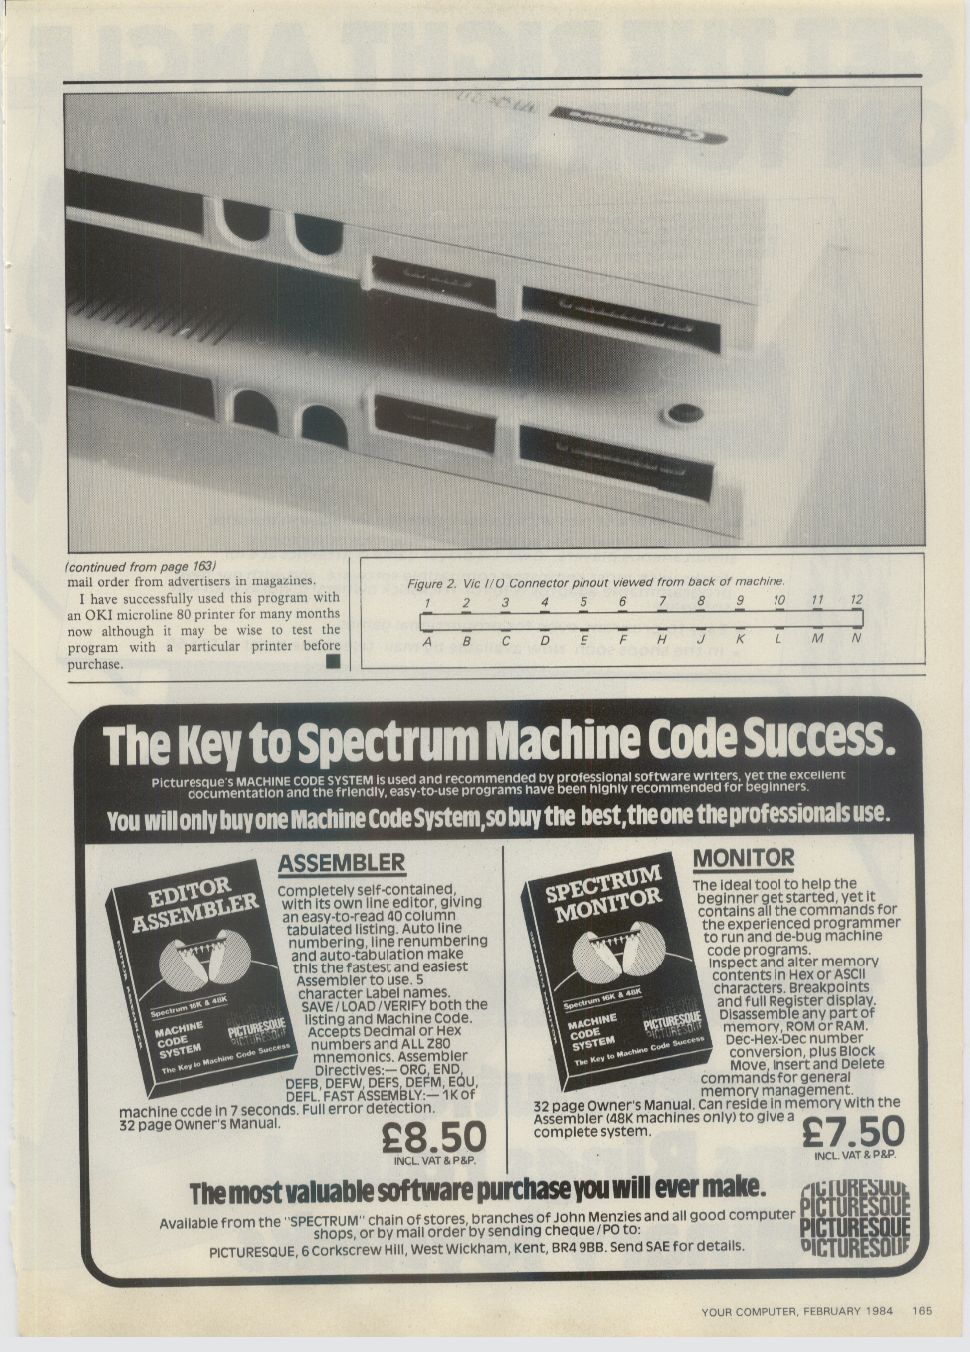 commodore
(continued from page 163)
mail order from advertisers in magazines.
I have successfully used this program with
an OKI microline 80 printer for many months
now although it may be wise to test the
program with a particular printer before
purchase.
Figure 2. Vic I/O Connector pinout viewed from back of machine.
1 2 3 4 5 6 7 8 9 10 11 12
A B C D E F H J K L M N
The Key to Spectrum Machine Code Success.
Picturesque's MACHINE CODE SYSTEM is used and recommended by professional software writers, yet the excellent
documentation and the friendly, easy-to-use programs have been highly recommended for beginners.
You will only buy one Machine Code System, so buy the best, the one the professionals use.
EDITOR
ASSEMBLER
EDITOR ASSEMBLER
Spectrum 16K & 48K
MACHINE
CODE
SYSTEM
PICTURESQUE
The Key to Machine Code Success
ASSEMBLER
Completely self-contained,
with its own line editor, giving
an easy-to-read 40 column
tabulated listing. Auto line
numbering, line renumbering
and auto-tabulation make
this the fastest and easiest
Assembler to use. 5
character Label names.
SAVE/LOAD/VERIFY both the
listing and Machine Code.
Accepts Decimal or Hex
numbers and ALL Z80
mnemonics. Assembler
Directives:— ORG, END,
DEFB, DEFW, DEFS, DEFM, EQU,
DEFL. FAST ASSEMBLY:— 1K of
machine code in 7 seconds. Full error detection.
32 page Owner's Manual.
£8.50
INCL. VAT & P&P.
SPECTRUM
MONITOR
Spectrum 16K & 48K
MACHINE
CODE
SYSTEM
PICTURESQUE
The Key to Machine Code Success
MONITOR
The ideal tool to help the
beginner get started, yet it
contains all the commands for
the experienced programmer
to run and de-bug machine
code programs.
Inspect and alter memory
contents in Hex or ASCII
characters. Breakpoints
and full Register display.
Disassemble any part of
memory, ROM or RAM.
Dec-Hex-Dec number
conversion, plus Block
Move, Insert and Delete
commands for general
memory management.
32 page Owner's Manual. Can reside in memory with the
Assembler (48K machines only) to give a
complete system.
£7.50
INCL. VAT & P&P.
The most valuable software purchase you will ever make.
Available from the "SPECTRUM" chain of stores, branches of John Menzies and all good computer
shops, or by mail order by sending cheque/PO to:
PICTURESQUE, 6 Corkscrew Hill, West Wickham, Kent, BR4 9BB. Send SAE for details.
PICTURESQUE
PICTURESQUE
PICTURESQUE
PICTURESQUE
YOUR COMPUTER, FEBRUARY 1984 165